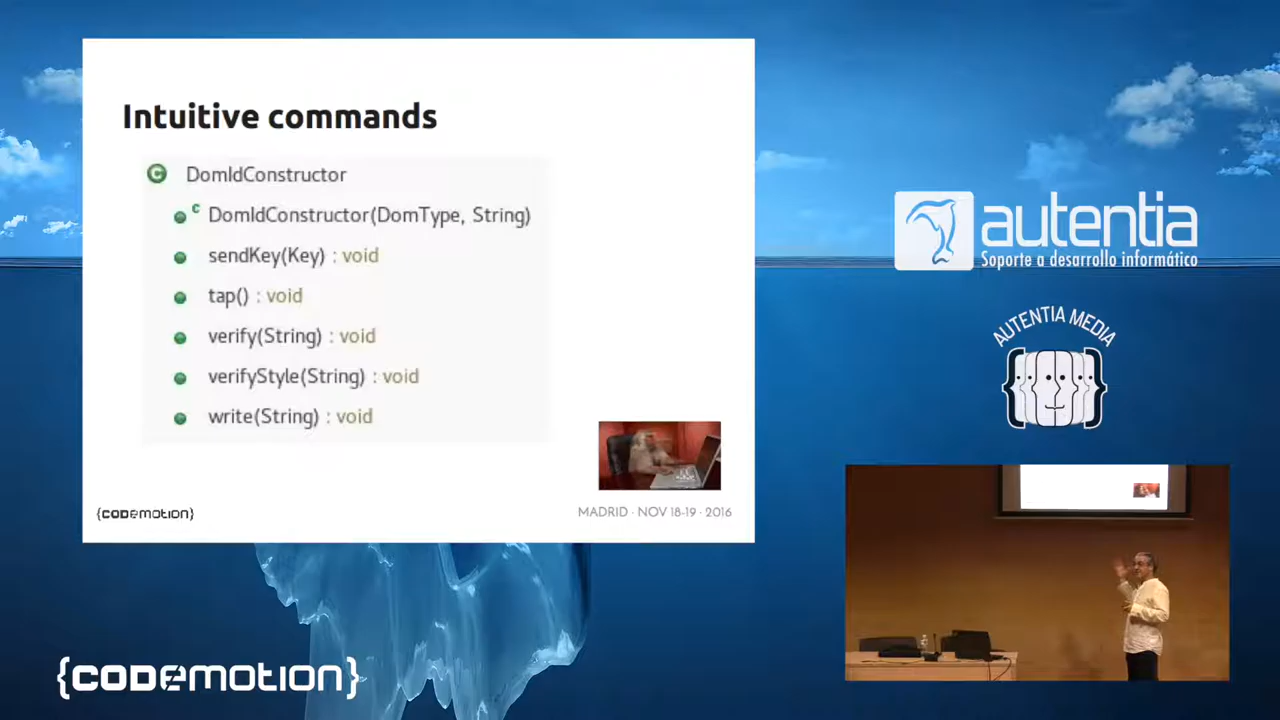 Intuitive commands
C DomIdConstructor
c DomIdConstructor(DomType, String)
sendKey(Key) : void
tap() : void
verify(String) : void
verifyStyle(String) : void
write(String) : void
{CODEMOTION}
MADRID · NOV 18-19 · 2016
autentia
Soporte a desarrollo informático
AUTENTIA MEDIA
{CODEMOTION}